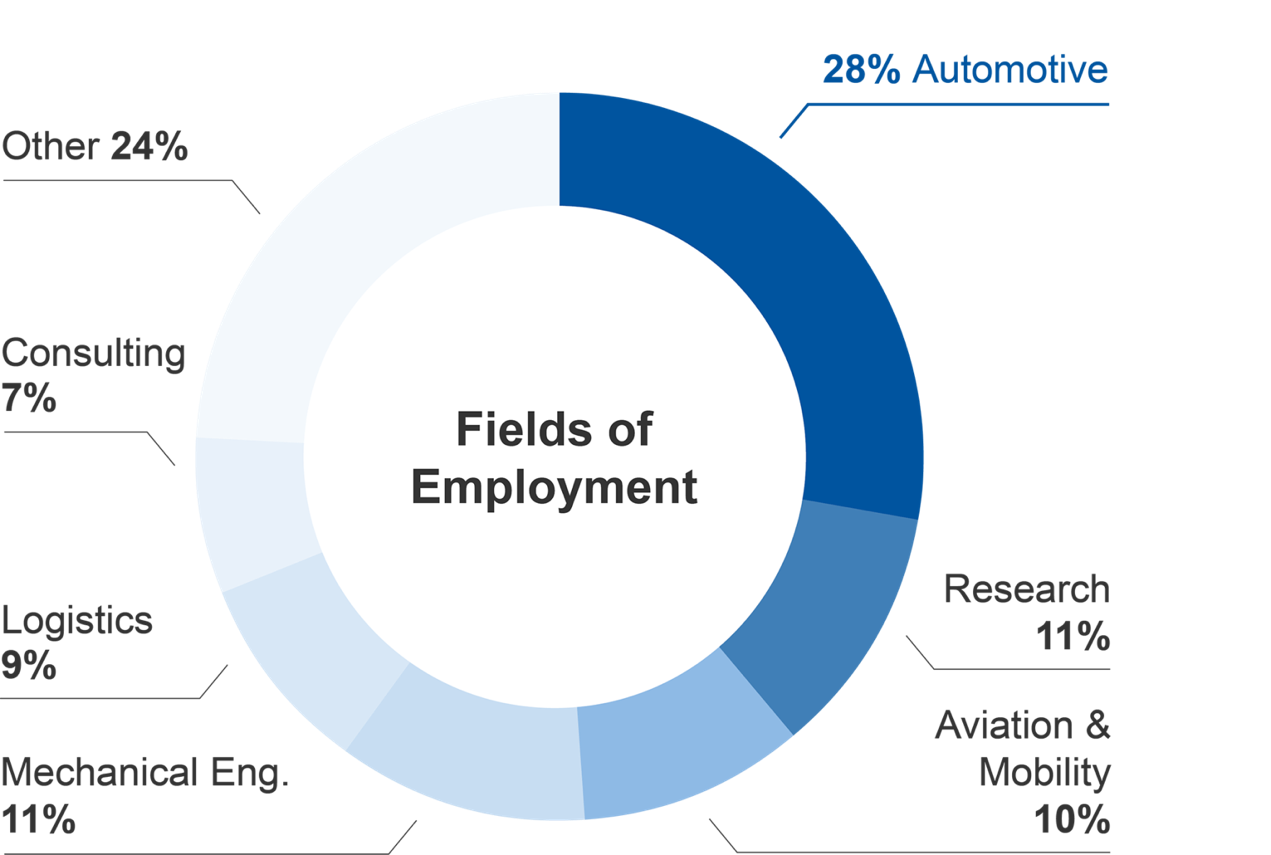 28% Automotive
Other 24%
Consulting
7%
Fields of
Employment
Research
11%
Logistics
9%
Aviation &
Mobility
10%
Mechanical Eng.
11%